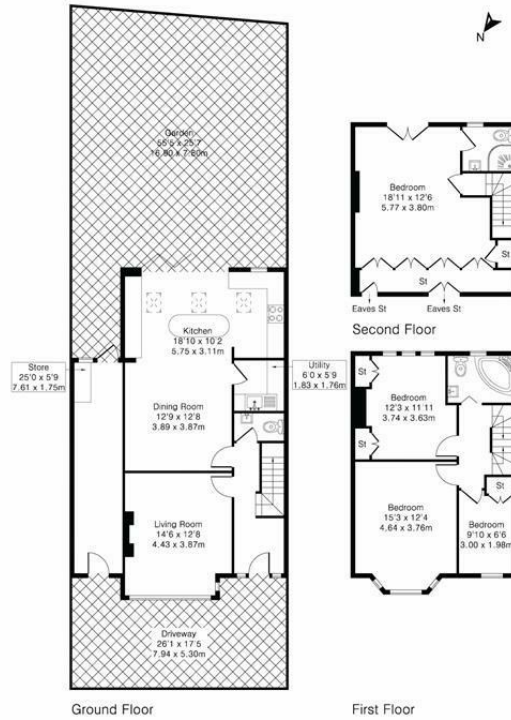 N
Garden
55'5 x 25'7
16.90 x 7.80m
Bedroom
18'11 x 12'6
5.77 x 3.80m
St
St
Eaves St
Eaves St
Second Floor
Kitchen
18'10 x 10'2
5.75 x 3.11m
Store
25'0 x 5'9
7.61 x 1.75m
Utility
6'0 x 5'9
1.83 x 1.76m
Dining Room
12'9 x 12'8
3.89 x 3.87m
Living Room
14'6 x 12'8
4.43 x 3.87m
Driveway
26'1 x 17'5
7.94 x 5.30m
Ground Floor
St
Bedroom
12'3 x 11'11
3.74 x 3.63m
St
St
Bedroom
15'3 x 12'4
4.64 x 3.76m
Bedroom
9'10 x 6'6
3.00 x 1.98m
First Floor